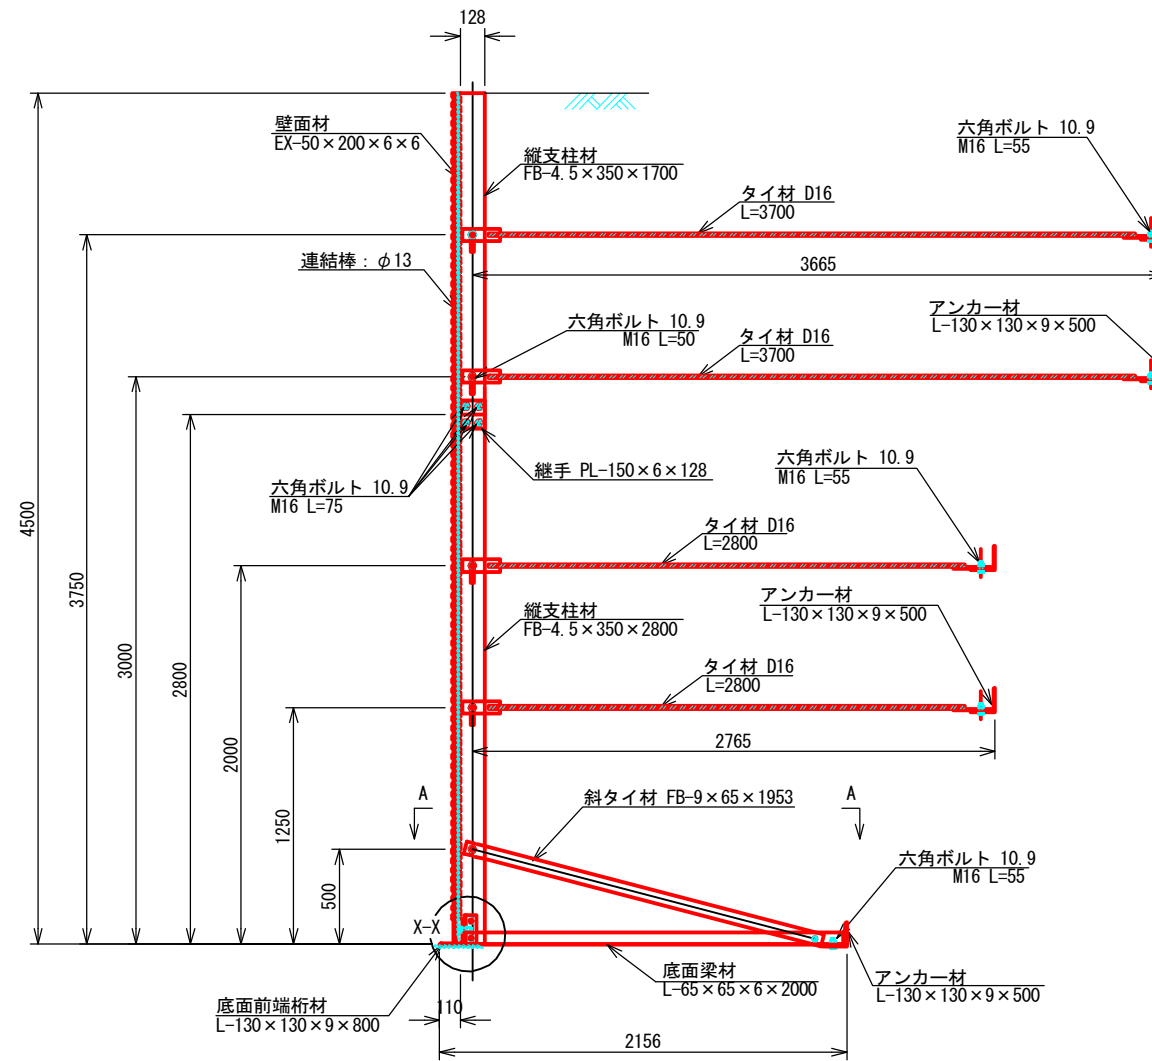 128
壁面材
EX-50×200×6×6
縦支柱材
FB-4.5×350×1700
六角ボルト 10.9
M16 L=55
タイ材 D16
L=3700
連結棒：φ13
3665
六角ボルト 10.9
M16 L=50
タイ材 D16
L=3700
アンカー材
L-130×130×9×500
六角ボルト 10.9
M16 L=75
継手 PL-150×6×128
六角ボルト 10.9
M16 L=55
タイ材 D16
L=2800
縦支柱材
FB-4.5×350×2800
アンカー材
L-130×130×9×500
タイ材 D16
L=2800
2765
4500
3750
3000
2800
2000
1250
500
A
A
斜タイ材 FB-9×65×1953
六角ボルト 10.9
M16 L=55
X-X
底面梁材
L-65×65×6×2000
アンカー材
L-130×130×9×500
底面前端桁材
L-130×130×9×800
110
2156